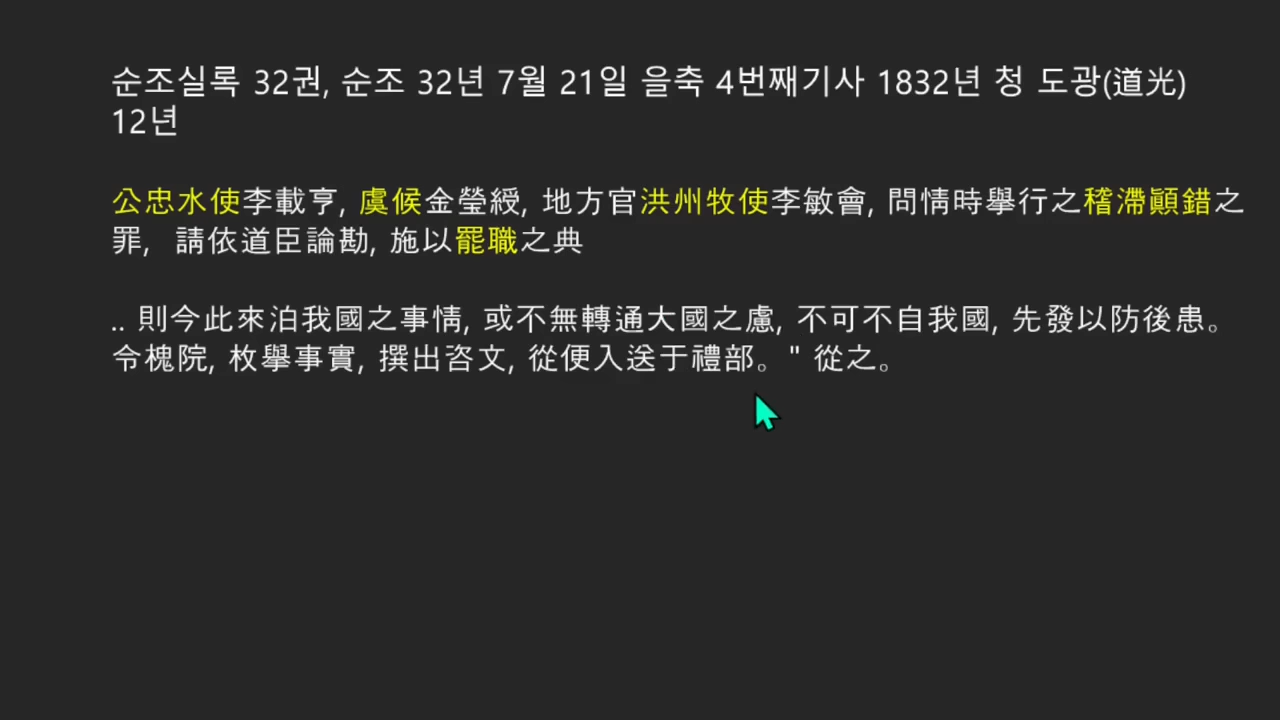 순조실록 32권, 순조 32년 7월 21일 을축 4번째기사 1832년 청 도광(道光)
12년
公忠水使李載亨, 虞候金瑩綬, 地方官洪州牧使李敏會, 問情時擧行之稽滯顚錯之
罪, 請依道臣論勘, 施以罷職之典
.. 則今此來泊我國之事情, 或不無轉通大國之慮, 不可不自我國, 先發以防後患。
令槐院, 枚擧事實, 撰出咨文, 從便入送于禮部。" 從之。